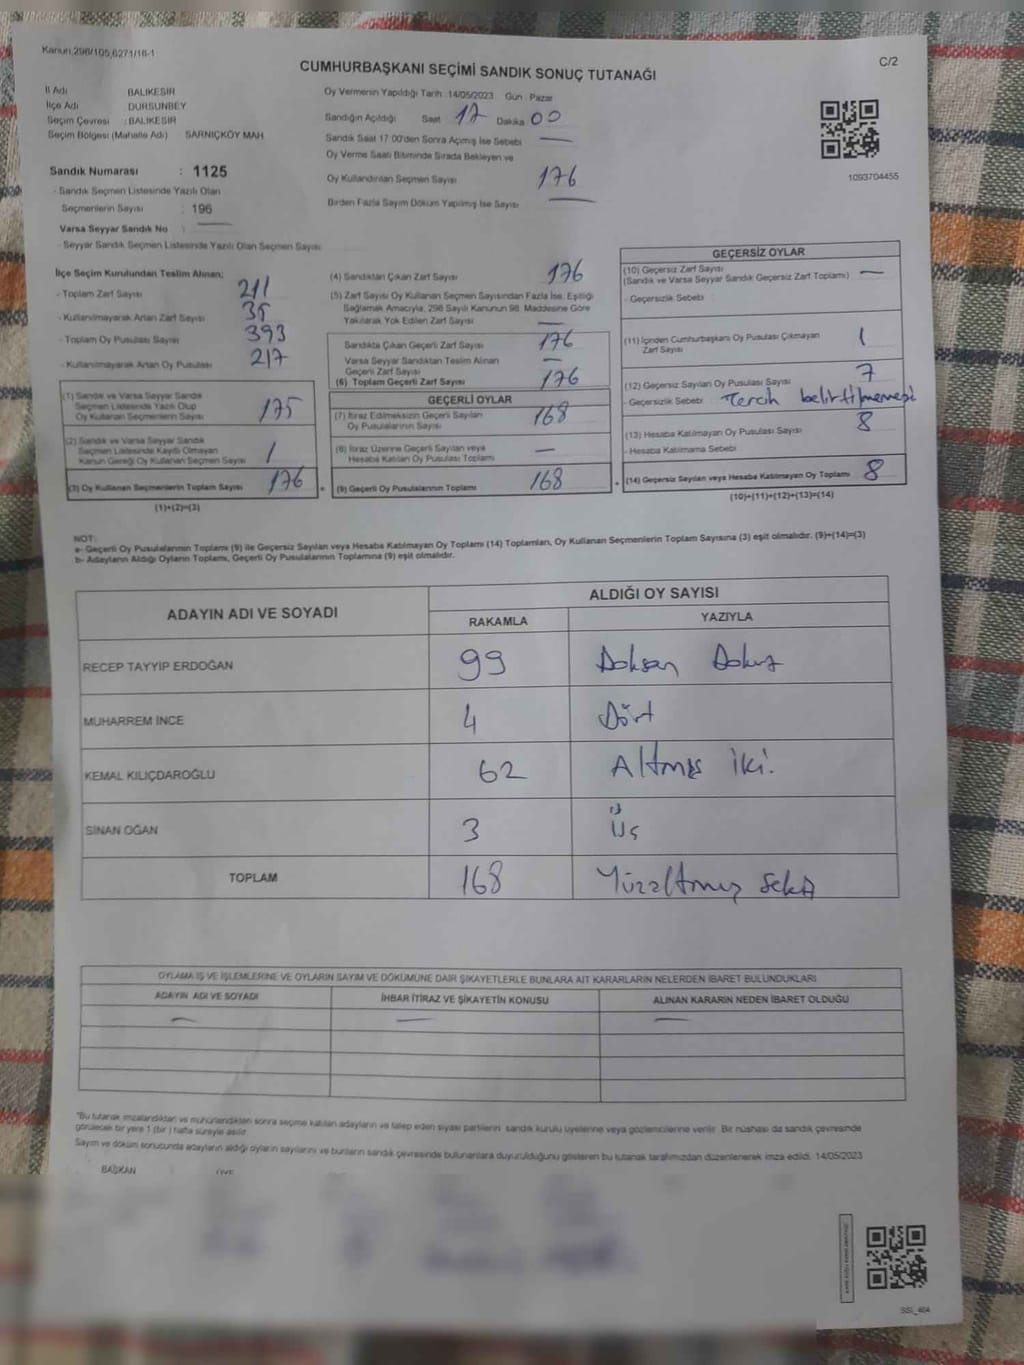 Kanun,298/105,6271/16-1
C/2
CUMHURBAŞKANI SEÇİMİ SANDIK SONUÇ TUTANAĞI
İl Adı BALIKESİR
İlçe Adı DURSUNBEY
Seçim Çevresi : BALIKESİR
Seçim Bölgesi (Mahalle Adı) SARNIÇKÖY MAH
Sandık Numarası : 1125
- Sandık Seçmen Listesinde Yazılı Olan
Seçmenlerin Sayısı : 196
Varsa Seyyar Sandık No : —
- Seyyar Sandık Seçmen Listesinde Yazılı Olan Seçmen Sayısı
Oy Vermenin Yapıldığı Tarih : 14/05/2023 Gün : Pazar
Sandığın Açıldığı Saat 17 Dakika 00
Sandık Saat 17.00'den Sonra Açımış İse Sebebi —
Oy Verme Saati Bitiminde Sırada Bekleyen ve
Oy Kullandırılan Seçmen Sayısı 176
Birden Fazla Sayım Döküm Yapılmış İse Sayısı —
1093704455
İlçe Seçim Kurulundan Teslim Alınan;
- Toplam Zarf Sayısı 211
- Kullanılmayarak Artan Zarf Sayısı 35
- Toplam Oy Pusulası Sayısı 393
- Kullanılmayarak Artan Oy Pusulası 217
(1) Sandık ve Varsa Seyyar Sandık
Seçmen Listesinde Yazılı Olup
Oy Kullanan Seçmenlerin Sayısı 175
(2) Sandık ve Varsa Seyyar Sandık
Seçmen Listesinde Kayıtlı Olmayan
Kanun Gereği Oy Kullanan Seçmen Sayısı 1
(3) Oy Kullanan Seçmenlerin Toplam Sayısı 176
(1)+(2)=(3)
(4) Sandıktan Çıkan Zarf Sayısı 176
(5) Zarf Sayısı Oy Kullanan Seçmen Sayısından Fazla İse, Eşitliği
Sağlamak Amacıyla, 298 Sayılı Kanunun 98. Maddesine Göre
Yakılarak Yok Edilen Zarf Sayısı —
Sandıkta Çıkan Geçerli Zarf Sayısı 176
Varsa Seyyar Sandıktan Teslim Alınan
Geçerli Zarf Sayısı —
(6) Toplam Geçerli Zarf Sayısı 176
GEÇERLİ OYLAR
(7) İtiraz Edilmeksizin Geçerli Sayılan
Oy Pusulalarının Sayısı 168
(8) İtiraz Üzerine Geçerli Sayılan veya
Hesaba Katılan Oy Pusulası Toplamı —
= (9) Geçerli Oy Pusulalarının Toplamı 168
GEÇERSİZ OYLAR
(10) Geçersiz Zarf Sayısı
(Sandık ve Varsa Seyyar Sandık Geçersiz Zarf Toplamı) —
- Geçersizlik Sebebi :
(11) İçinden Cumhurbaşkanı Oy Pusulası Çıkmayan
Zarf Sayısı 1
(12) Geçersiz Sayılan Oy Pusulası Sayısı 7
- Geçersizlik Sebebi : Tercih belirtilmemesi
(13) Hesaba Katılmayan Oy Pusulası Sayısı 8
- Hesaba Katılmama Sebebi
+ (14) Geçersiz Sayılan veya Hesaba Katılmayan Oy Toplamı 8
(10)+(11)+(12)+(13)=(14)
NOT:
a- Geçerli Oy Pusulalarının Toplamı (9) ile Geçersiz Sayılan veya Hesaba Katılmayan Oy Toplamı (14) Toplamları, Oy Kullanan Seçmenlerin Toplam Sayısına (3) eşit olmalıdır. (9)+(14)=(3)
b- Adayların Aldığı Oyların Toplamı, Geçerli Oy Pusulalarının Toplamına (9) eşit olmalıdır.
ADAYIN ADI VE SOYADI
ALDIĞI OY SAYISI
RAKAMLA YAZIYLA
RECEP TAYYİP ERDOĞAN 99 Doksan Dokuz
MUHARREM İNCE 4 Dört
KEMAL KILIÇDAROĞLU 62 Altmış İki.
SİNAN OĞAN 3 Üç
TOPLAM 168 Yüzaltmış Sekiz
OYLAMA İŞ VE İŞLEMLERİNE VE OYLARIN SAYIM VE DÖKÜMÜNE DAİR ŞİKAYETLERLE BUNLARA AİT KARARLARIN NELERDEN İBARET BULUNDUKLARI
ADAYIN ADI VE SOYADI İHBAR İTİRAZ VE ŞİKAYETİN KONUSU ALINAN KARARIN NEDEN İBARET OLDUĞU
— — —
"Bu tutanak imzalandıktan ve mühürlendikten sonra seçime katılan adayların ve talep eden siyasi partilerin sandık kurulu üyelerine veya gözlemcilerine verilir. Bir nüshası da sandık çevresinde
görülecek bir yere 1 (bir ) hafta süreyle asılır.
Sayım ve döküm sonucunda adayların aldığı oyların sayılarını ve bunların sandık çevresinde bulunanlara duyurulduğunu gösteren bu tutanak tarafımızdan düzenlenerek imza edildi. 14/05/2023
BAŞKAN ÜYE